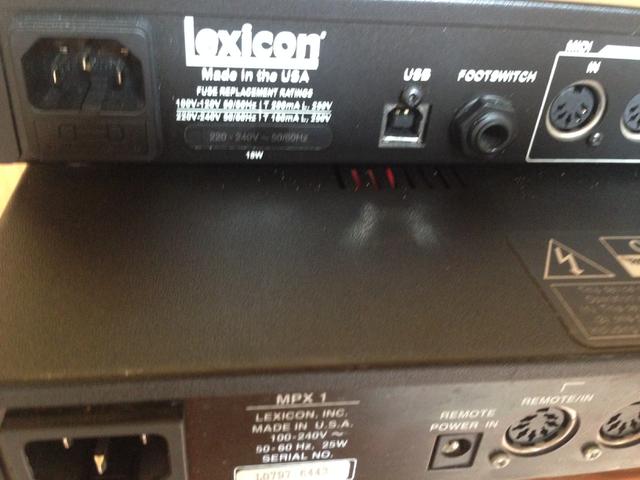 lexicon
Made in the USA
FUSE REPLACEMENT RATINGS
100V-120V 50/60Hz | T 200mA L, 250V
220V-240V 50/60Hz | T 160mA L, 250V
220 - 240V ~ 50/60Hz
18W
USB
FOOTSWITCH
MIDI
IN
MPX 1
LEXICON, INC.
MADE IN U.S.A.
100-240V ~
50-60 Hz, 25W
SERIAL NO.
REMOTE
POWER IN
REMOTE/IN